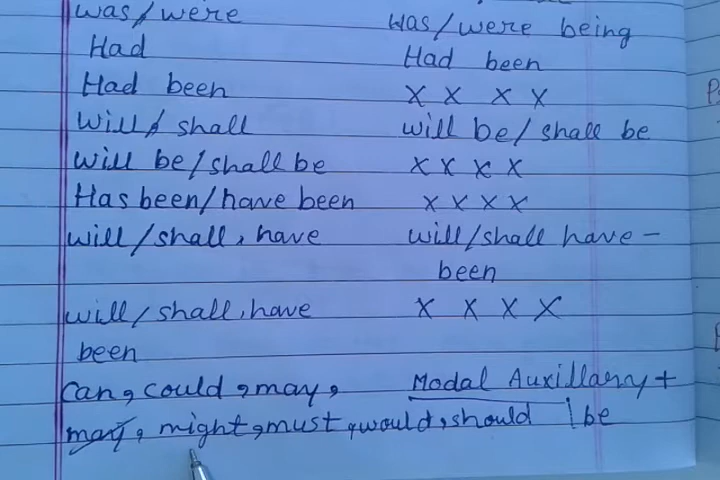 was/were Was/were being
Had Had been
Had been X X X X
Will/shall will be/shall be
Will be/shall be X X X X
Has been/have been X X X X
will/shall, have will/shall have-
been
will/shall, have X X X X
been
Can, could, may, Modal Auxillary +
may, might, must, would, should be